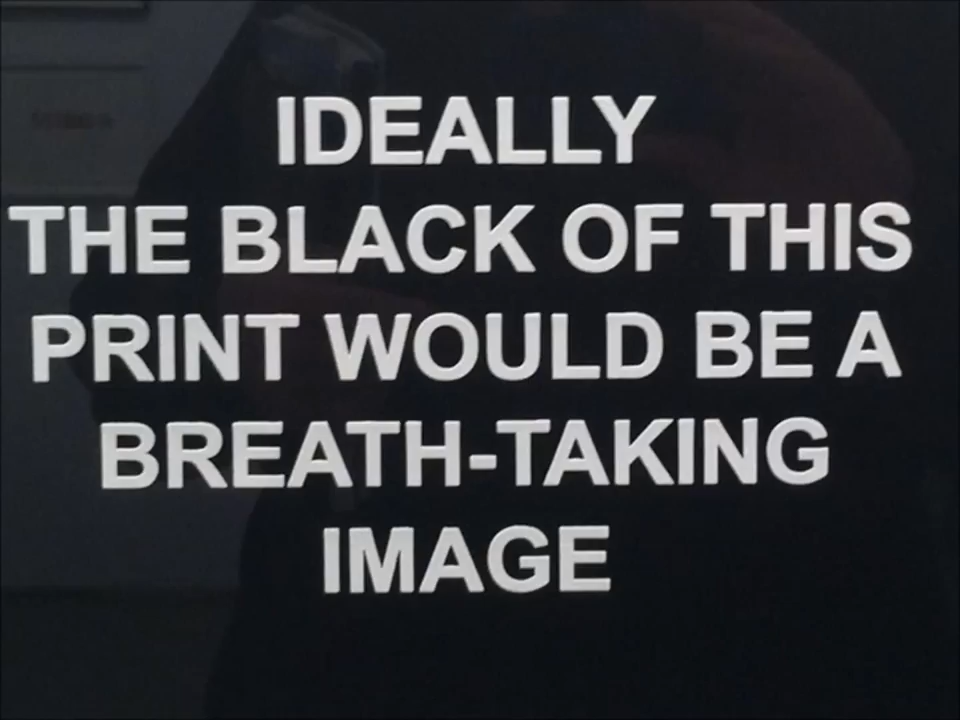 IDEALLY
THE BLACK OF THIS
PRINT WOULD BE A
BREATH-TAKING
IMAGE